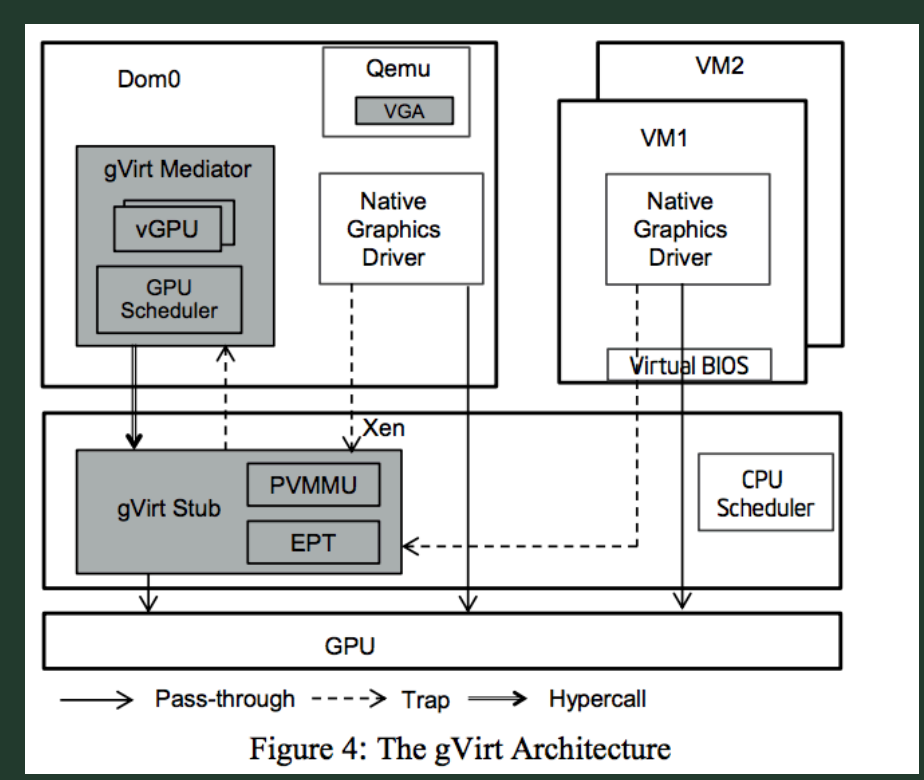 Dom0
Qemu
VGA
VM2
VM1
gVirt Mediator
vGPU
GPU
Scheduler
Native
Graphics
Driver
Native
Graphics
Driver
Virtual BIOS
Xen
gVirt Stub
PVMMU
EPT
CPU
Scheduler
GPU
Pass-through
Trap
Hypercall
Figure 4: The gVirt Architecture